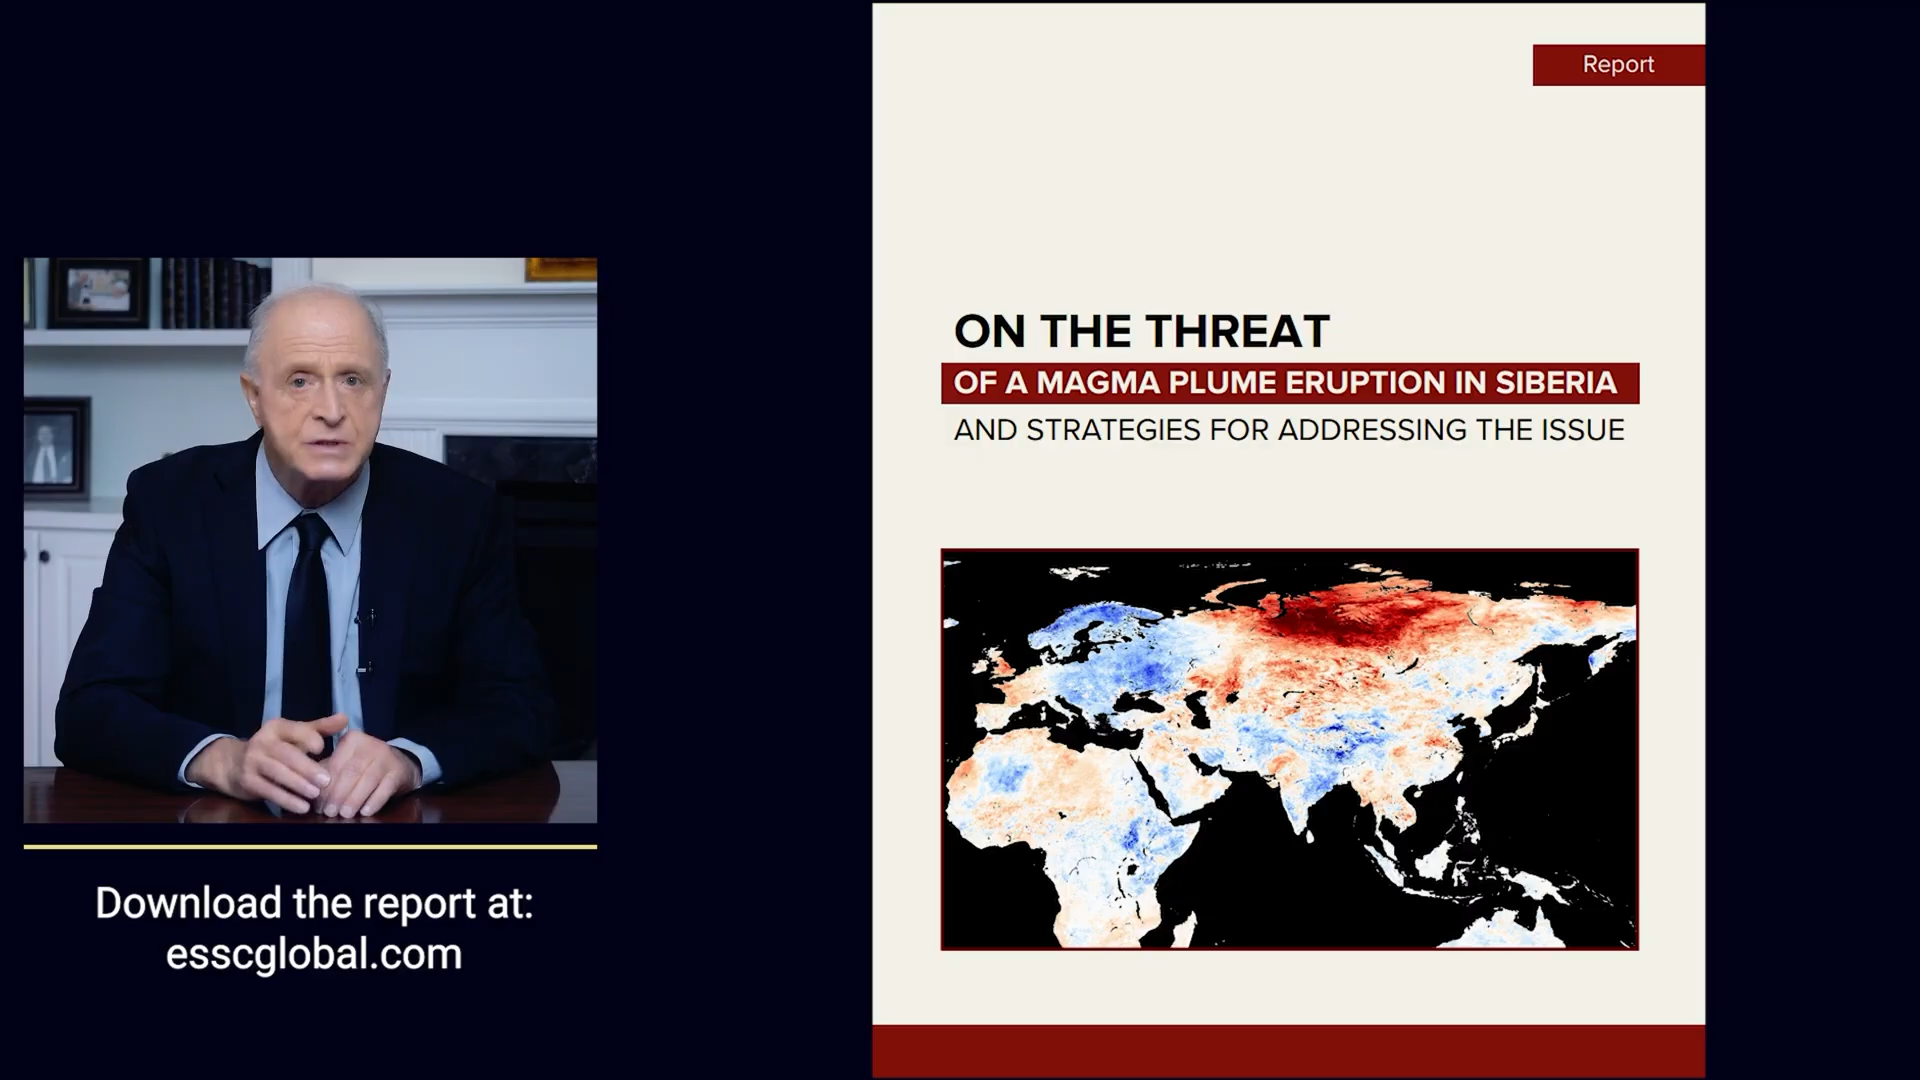 Report
ON THE THREAT
OF A MAGMA PLUME ERUPTION IN SIBERIA
AND STRATEGIES FOR ADDRESSING THE ISSUE
Download the report at:
esscglobal.com